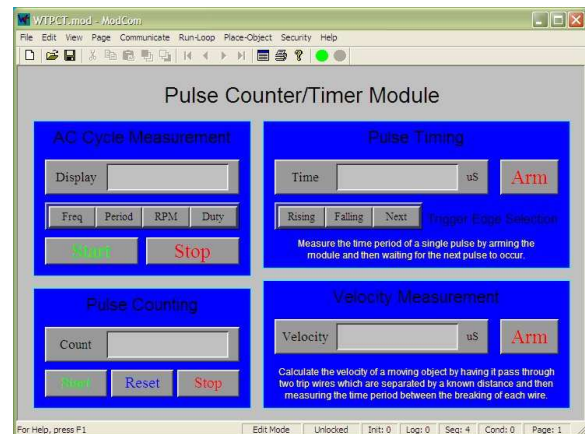 WTPCT.mod - ModCom
File Edit View Page Communicate Run-Loop Place-Object Security Help
Pulse Counter/Timer Module
AC Cycle Measurement
Display
Freq Period RPM Duty
Start Stop
Pulse Timing
Time uS Arm
Rising Falling Next Trigger Edge Selection
Measure the time period of a single pulse by arming the
module and then waiting for the next pulse to occur.
Pulse Counting
Count
Start Reset Stop
Velocity Measurement
Velocity uS Arm
Calculate the velocity of a moving object by having it pass through
two trip wires which are separated by a known distance and then
measuring the time period between the breaking of each wire.
For Help, press F1 Edit Mode Unlocked Init: 0 Log: 0 Seq: 4 Cond: 0 Page: 1